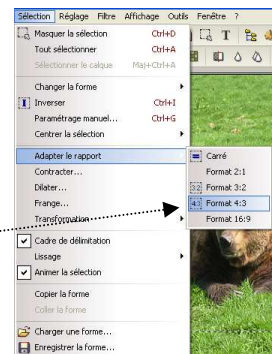 Sélection Réglage Filtre Affichage Outils Fenêtre ?
Masquer la sélection Ctrl+D
Tout sélectionner Ctrl+A
Sélectionner le calque Maj+Ctrl+A
Changer la forme
Inverser Ctrl+I
Paramétrage manuel... Ctrl+G
Centrer la sélection
Adapter le rapport
Carré
Contracter...
Format 2:1
Dilater...
3:2 Format 3:2
Frange...
4:3 Format 4:3
Transformation
Format 16:9
Cadre de délimitation
Lissage
Animer la sélection
Copier la forme
Coller la forme
Charger une forme...
Enregistrer la forme...